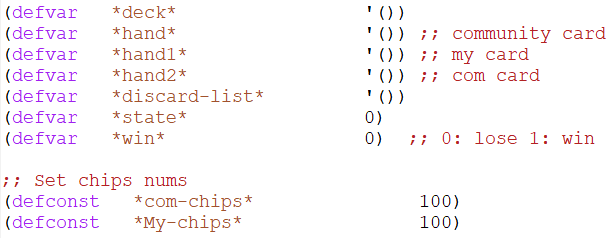 (defvar   *deck*                 '())
(defvar   *hand*                 '()) ;; community card
(defvar   *hand1*                '()) ;; my card
(defvar   *hand2*                '()) ;; com card
(defvar   *discard-list*         '())
(defvar   *state*                0)
(defvar   *win*                  0)  ;; 0: lose 1: win
;; Set chips nums
(defconst   *com-chips*                100)
(defconst   *My-chips*                 100)